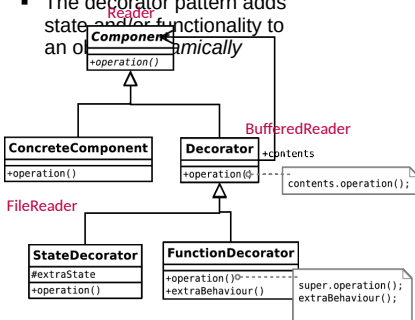 ▪ The decorator pattern adds
Reader
state and/or functionality to
Component
an dynamically
+operation()
BufferedReader
ConcreteComponent
Decorator
+contents
+operation()
+operation()
contents.operation();
FileReader
StateDecorator
FunctionDecorator
#extraState
+operation()
+operation()
+extraBehaviour()
super.operation();
extraBehaviour();